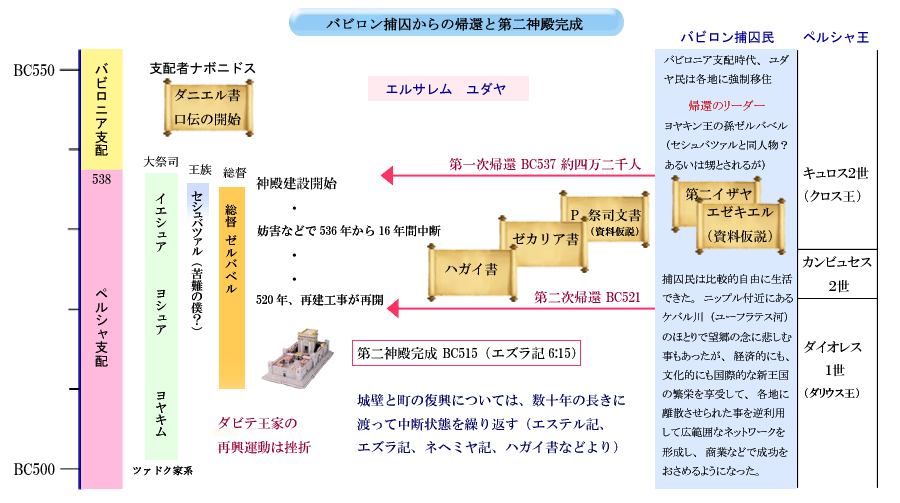 バビロン捕囚からの帰還と第二神殿完成
BC550
BC500
バビロニア支配
538
ペルシャ支配
支配者ナボニドス
ダニエル書
口伝の開始
エルサレム　ユダヤ
大祭司
イエシュア
ヨシュア
ヨヤキム
ツァドク家系
王族
セシュバツァル（苦難の僕？）
総督
総督 ゼルバベル
神殿建設開始
・
妨害などで 536 年から 16 年間中断
・
・
520 年、再建工事が再開
第一次帰還 BC537 約四万二千人
P 祭司文書
（資料仮説）
ゼカリア書
ハガイ書
第二次帰還 BC521
第二神殿完成 BC515（エズラ記 6:15）
ダビテ王家の
再興運動は挫折
城壁と町の復興については、数十年の長きに
渡って中断状態を繰り返す（エステル記、
エズラ記、ネヘミヤ記、ハガイ書などより）
バビロン捕囚民
バビロニア支配時代、ユダ
ヤ民は各地に強制移住
帰還のリーダー
ヨヤキン王の孫ゼルバベル
（セシュバツァルと同人物？
あるいは甥とされるが）
第二イザヤ
エゼキエル
（資料仮説）
捕囚民は比較的自由に生活
できた。ニップル付近にある
ケバル川（ユーフラテス河）
のほとりで望郷の念に悲しむ
事もあったが、経済的にも、
文化的にも国際的な新王国
の繁栄を享受して、各地に
離散させられた事を逆利用
して広範囲なネットワークを
形成し、商業などで成功を
おさめるようになった。
ペルシャ王
キュロス2世
（クロス王）
カンビュセス
2世
ダイオレス
1世
（ダリウス王）